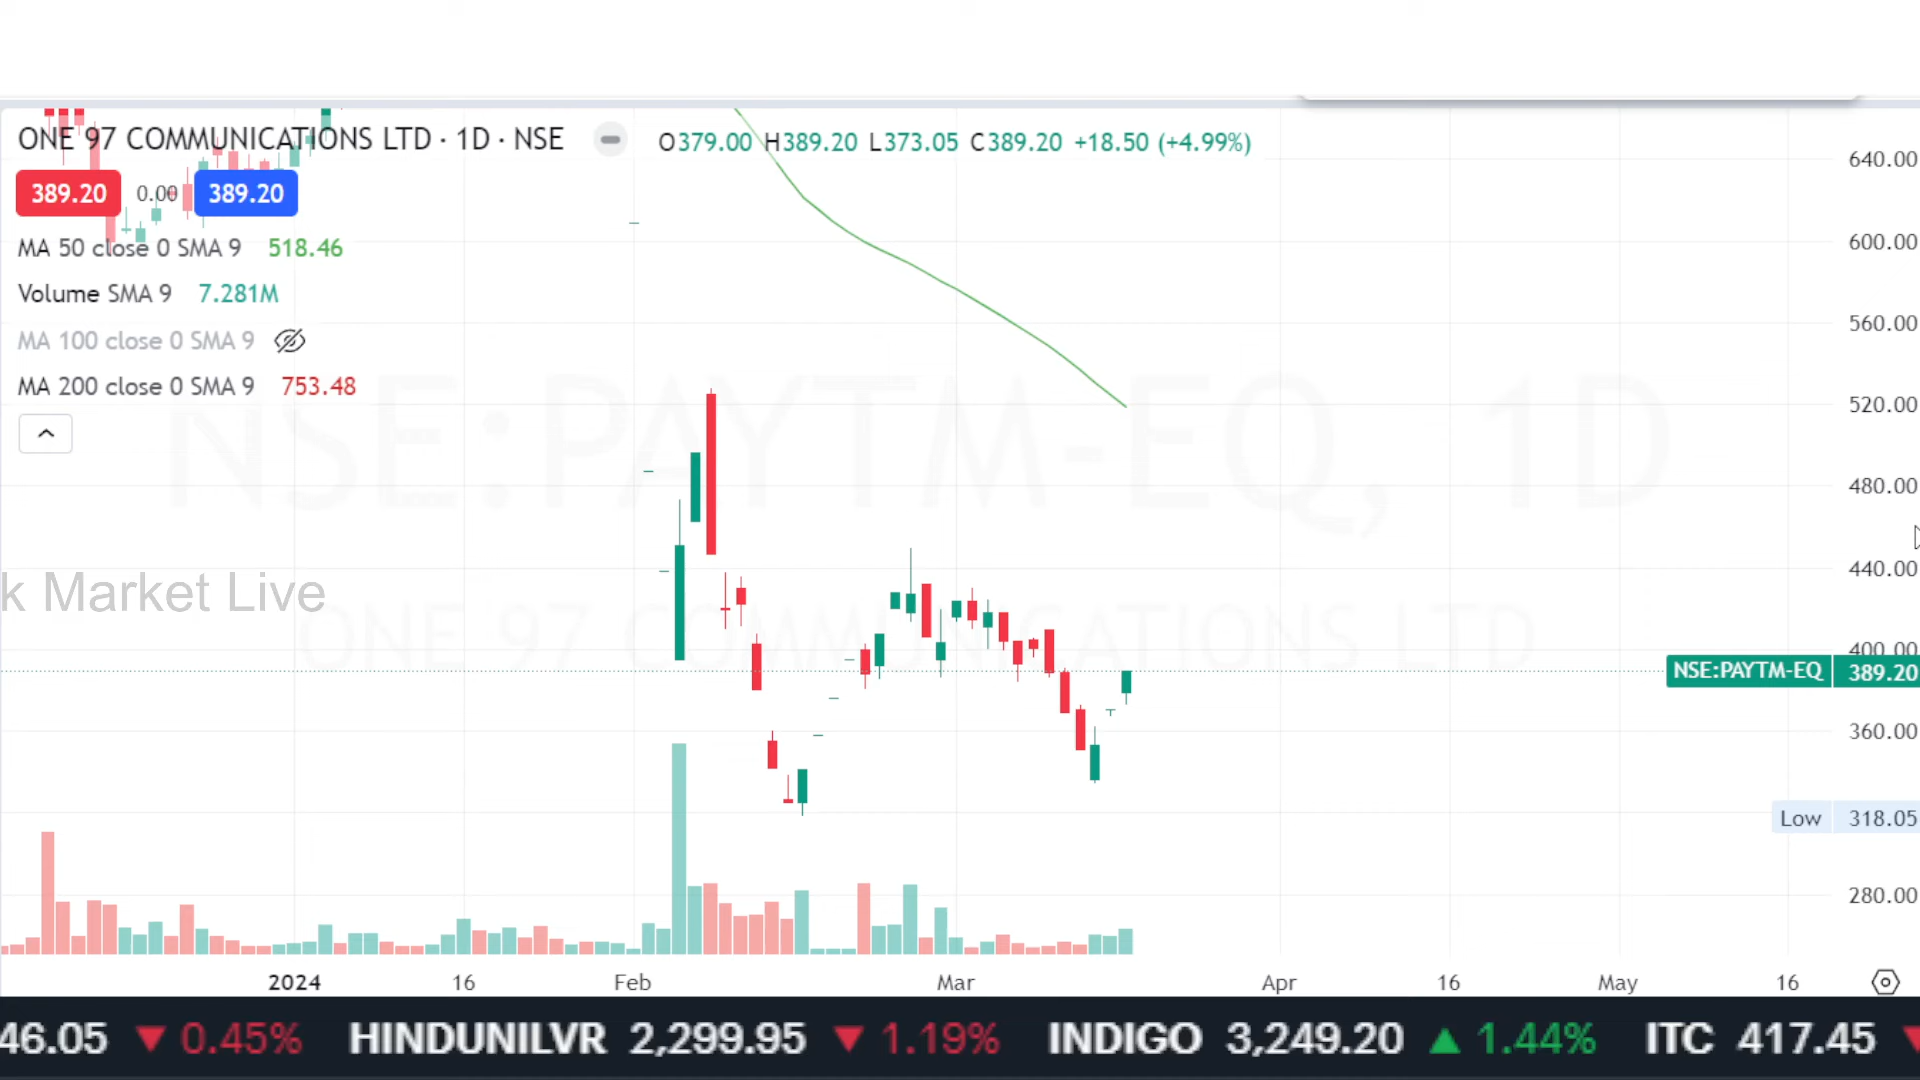 ONE 97 COMMUNICATIONS LTD · 1D · NSE
O379.00 H389.20 L373.05 C389.20 +18.50 (+4.99%)
389.20 0.00 389.20
MA 50 close 0 SMA 9 518.46
Volume SMA 9 7.281M
MA 100 close 0 SMA 9
MA 200 close 0 SMA 9 753.48
NSE:PAYTM-EQ, 1D
ONE 97 COMMUNICATIONS LTD
k Market Live
640.00
600.00
560.00
520.00
480.00
440.00
400.00
NSE:PAYTM-EQ 389.20
360.00
Low 318.05
280.00
2024 16 Feb Mar Apr 16 May 16
46.05 ▼ 0.45% HINDUNILVR 2,299.95 ▼ 1.19% INDIGO 3,249.20 ▲ 1.44% ITC 417.45 ▼